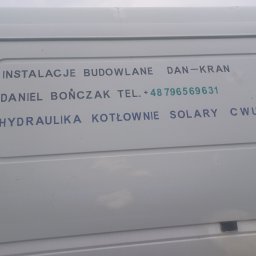 INSTALACJE BUDOWLANE DAN-KRAN
DANIEL BOŃCZAK TEL.+48796569631
HYDRAULIKA KOTŁOWNIE SOLARY CWU